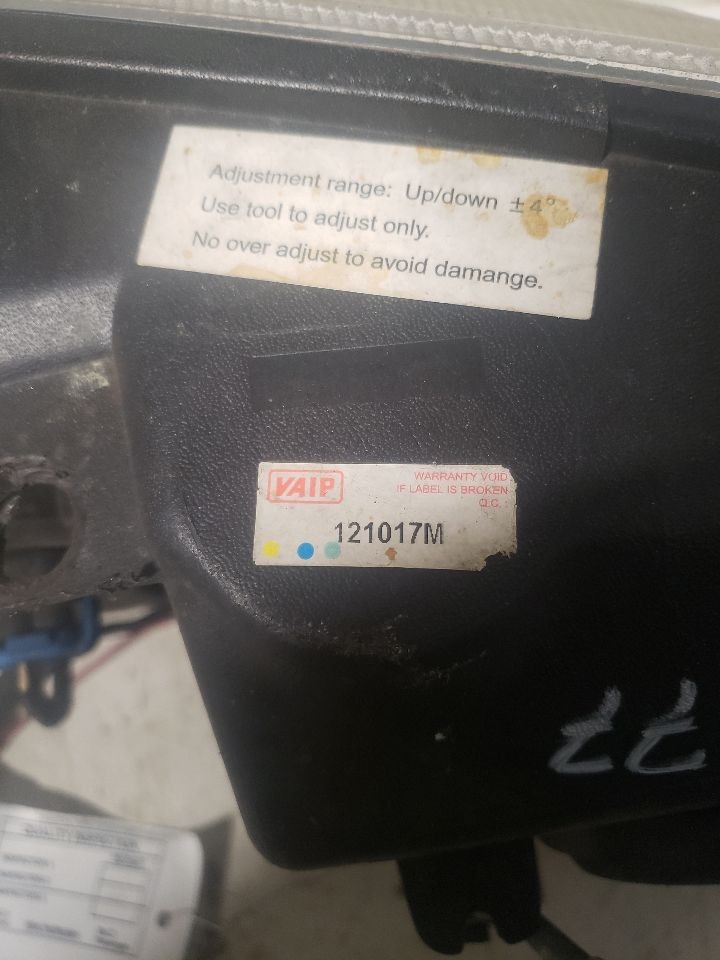 Adjustment range: Up/down ±4°
Use tool to adjust only.
No over adjust to avoid damange.
VAIP
WARRANTY VOID
IF LABEL IS BROKEN
Q.C. :
121017M